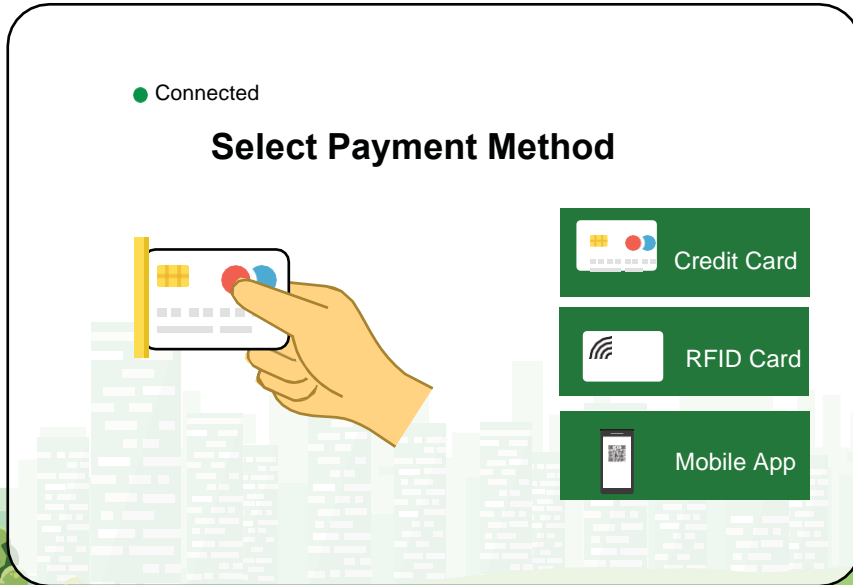 Connected
Select Payment Method
Credit Card
RFID Card
Mobile App